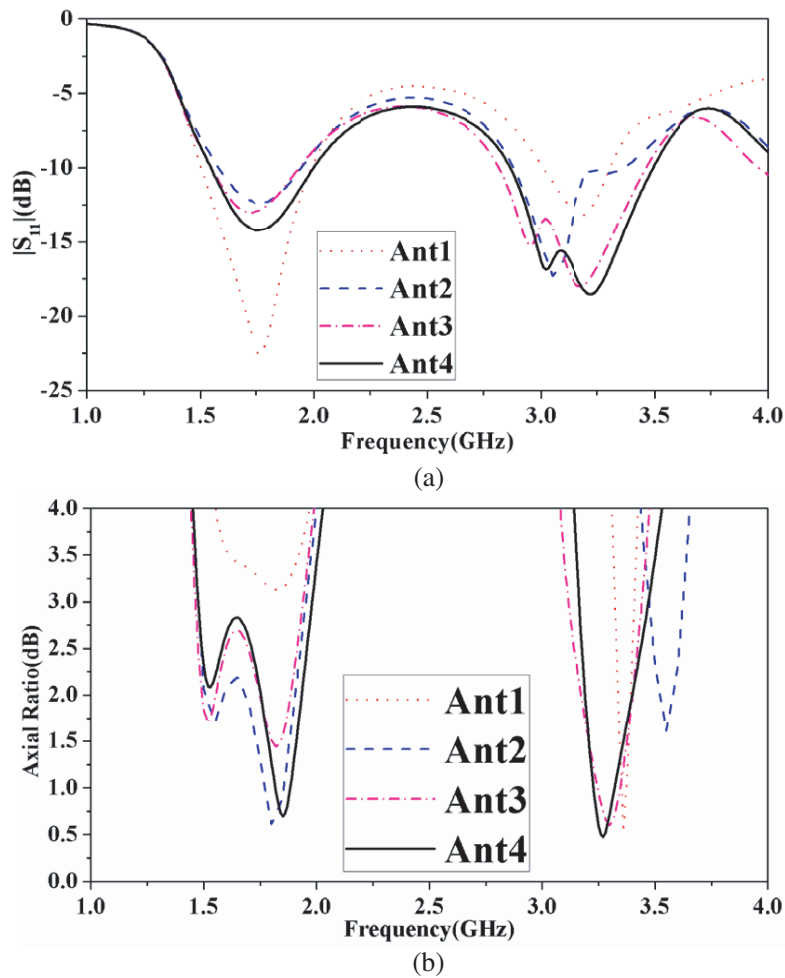 0
-5
-10
-15
-20
-25
|S₁₁|(dB)
Ant1
Ant2
Ant3
Ant4
1.0 1.5 2.0 2.5 3.0 3.5 4.0
Frequency(GHz)
(a)
4.0
3.5
3.0
2.5
2.0
1.5
1.0
0.5
0.0
Axial Ratio(dB)
Ant1
Ant2
Ant3
Ant4
1.0 1.5 2.0 2.5 3.0 3.5 4.0
Frequency(GHz)
(b)